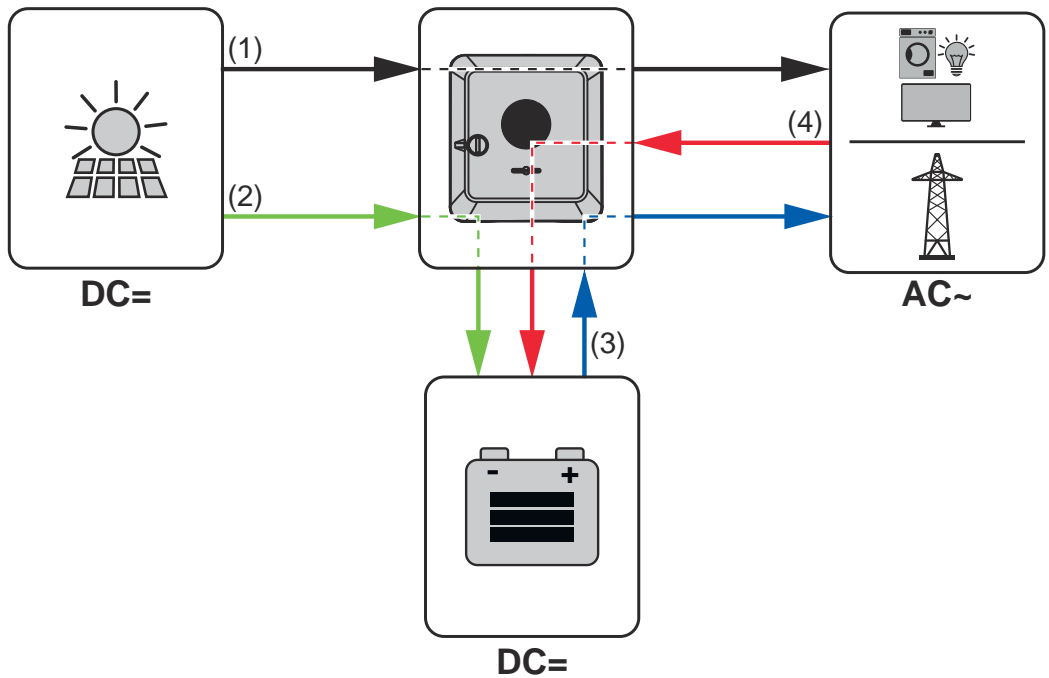 (1)
(4)
(2)
DC=
AC~
(3)
- +
DC=